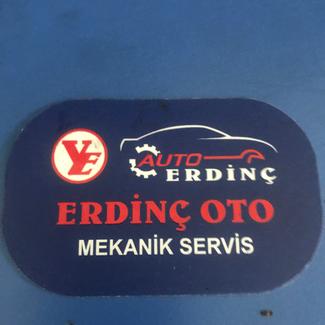 YE
AUTO
ERDİNÇ
ERDİNÇ OTO
MEKANİK SERVİS